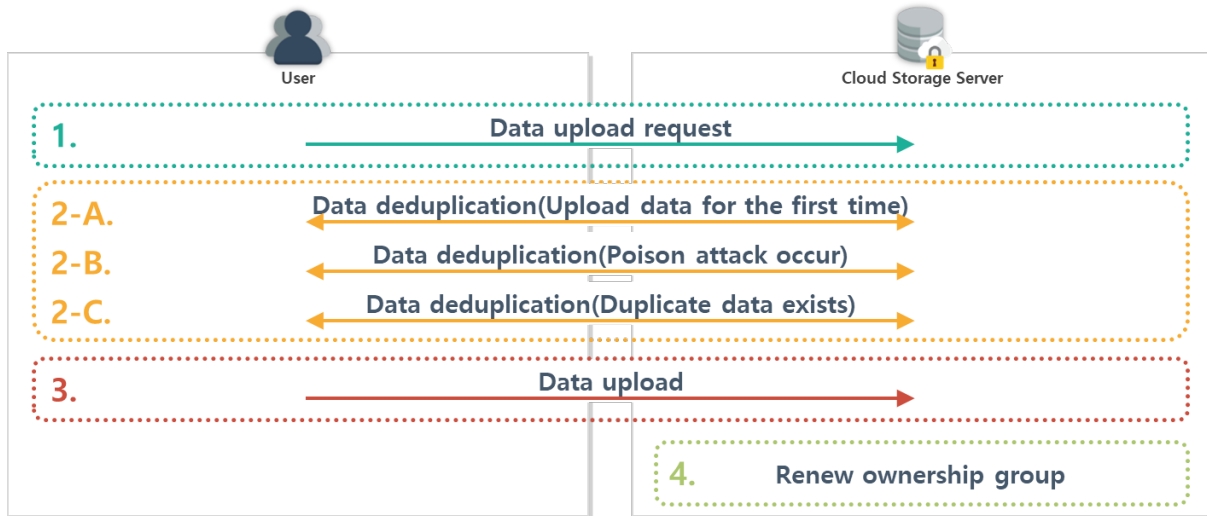 User
Cloud Storage Server
1.
Data upload request
2-A.
Data deduplication(Upload data for the first time)
2-B.
Data deduplication(Poison attack occur)
2-C.
Data deduplication(Duplicate data exists)
3.
Data upload
4.
Renew ownership group